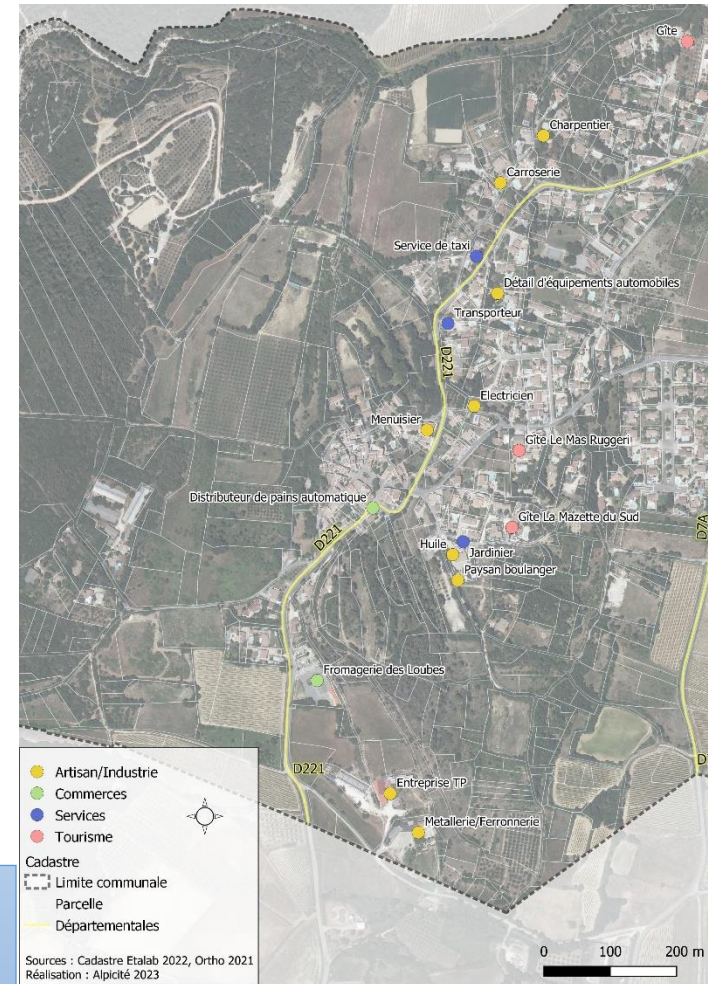 Gîte
Charpentier
Carroserie
Service de taxi
Détail d'équipements automobiles
Transporteur
D221
Electricien
Menuisier
Gîte Le Mas Ruggeri
Distributeur de pains automatique
Gîte La Mazette du Sud
D221
D7A
Huile
Jardinier
Paysan boulanger
Fromagerie des Loubes
D
D221
Entreprise TP
Metallerie/Ferronnerie
Artisan/Industrie
Commerces
Services
Tourisme
Cadastre
Limite communale
Parcelle
Départementales
Sources : Cadastre Etalab 2022, Ortho 2021
Réalisation : Alpicité 2023
0 100 200 m